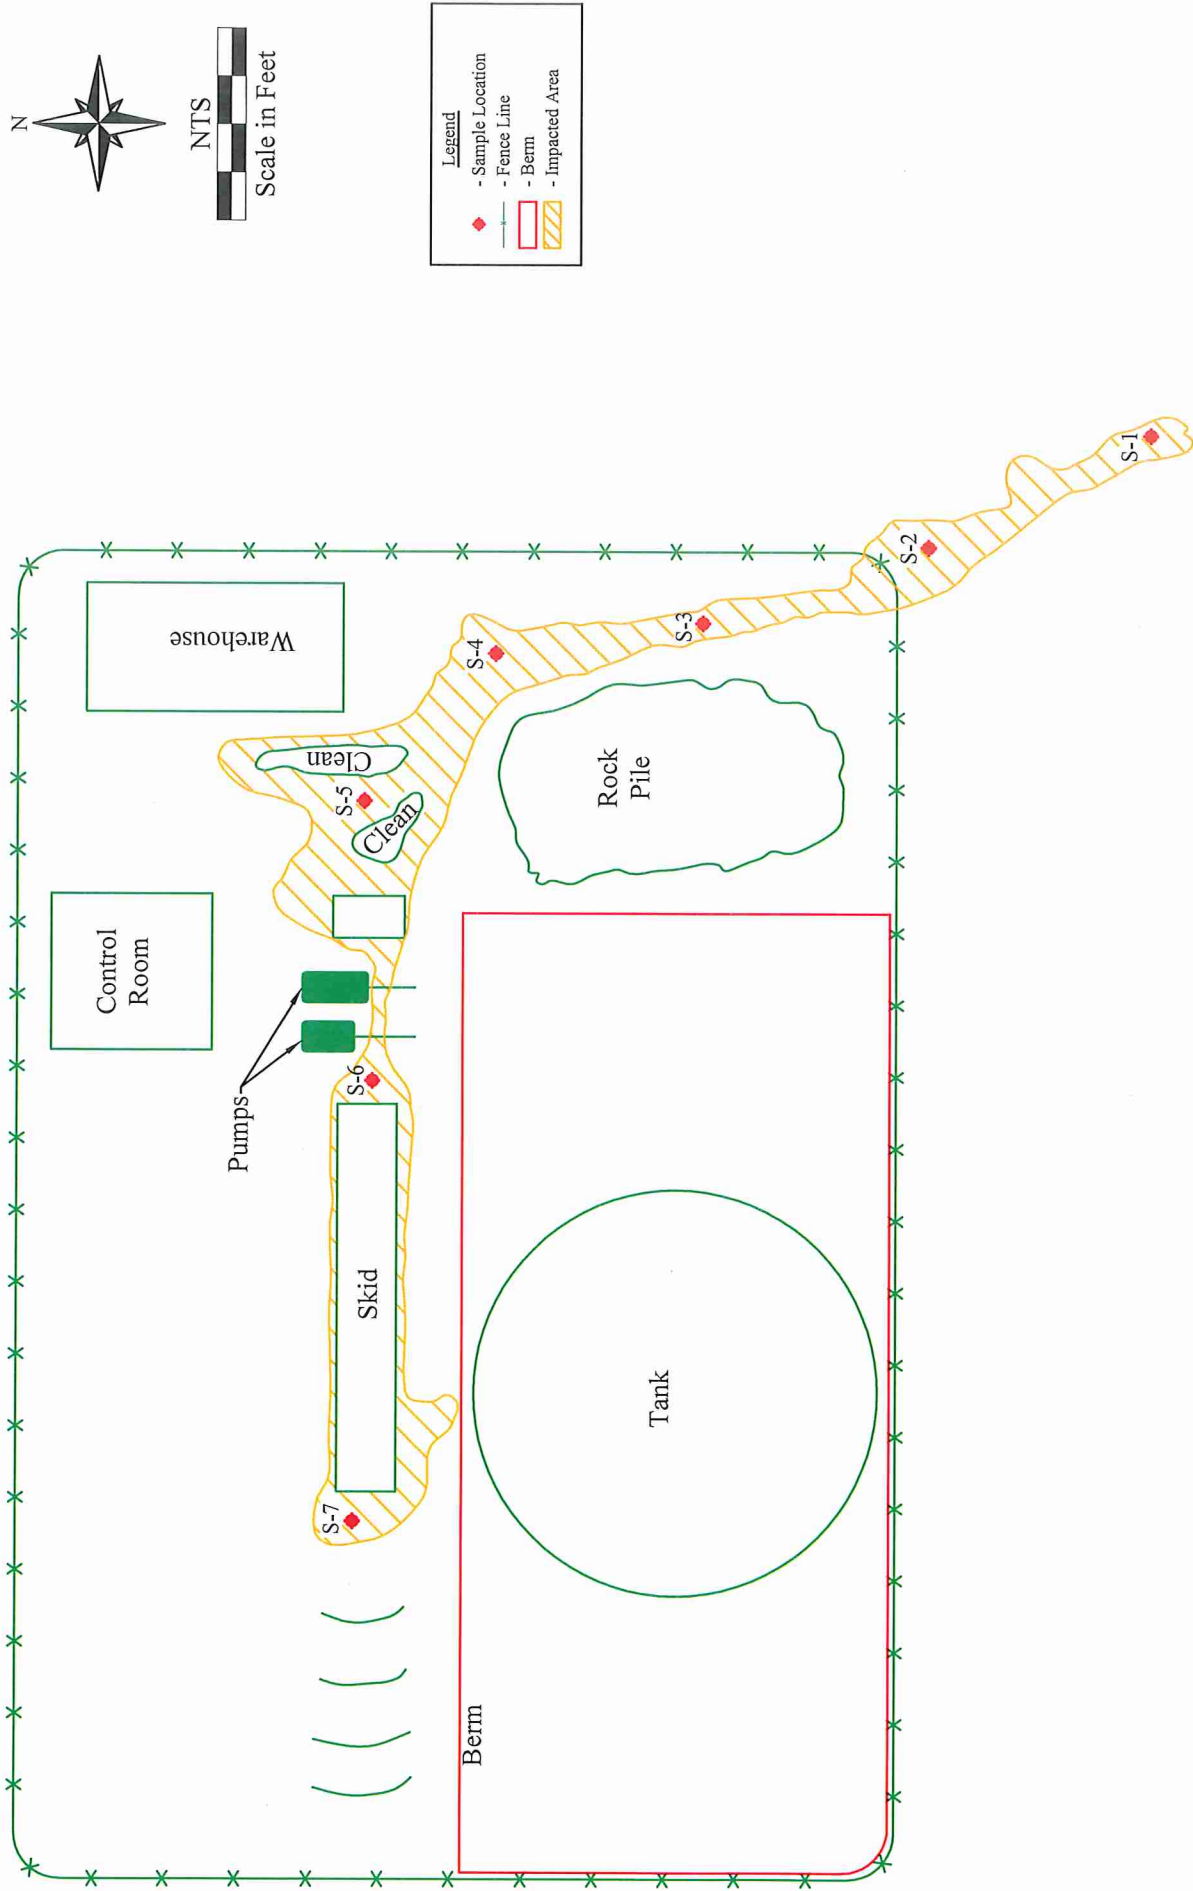 N
NTS
Scale in Feet
Legend
- Sample Location
- Fence Line
- Berm
- Impacted Area
Warehouse
Control
Room
Pumps
Clean
Clean
S-5
S-4
S-3
S-2
S-1
S-6
S-7
Skid
Rock
Pile
Tank
Berm